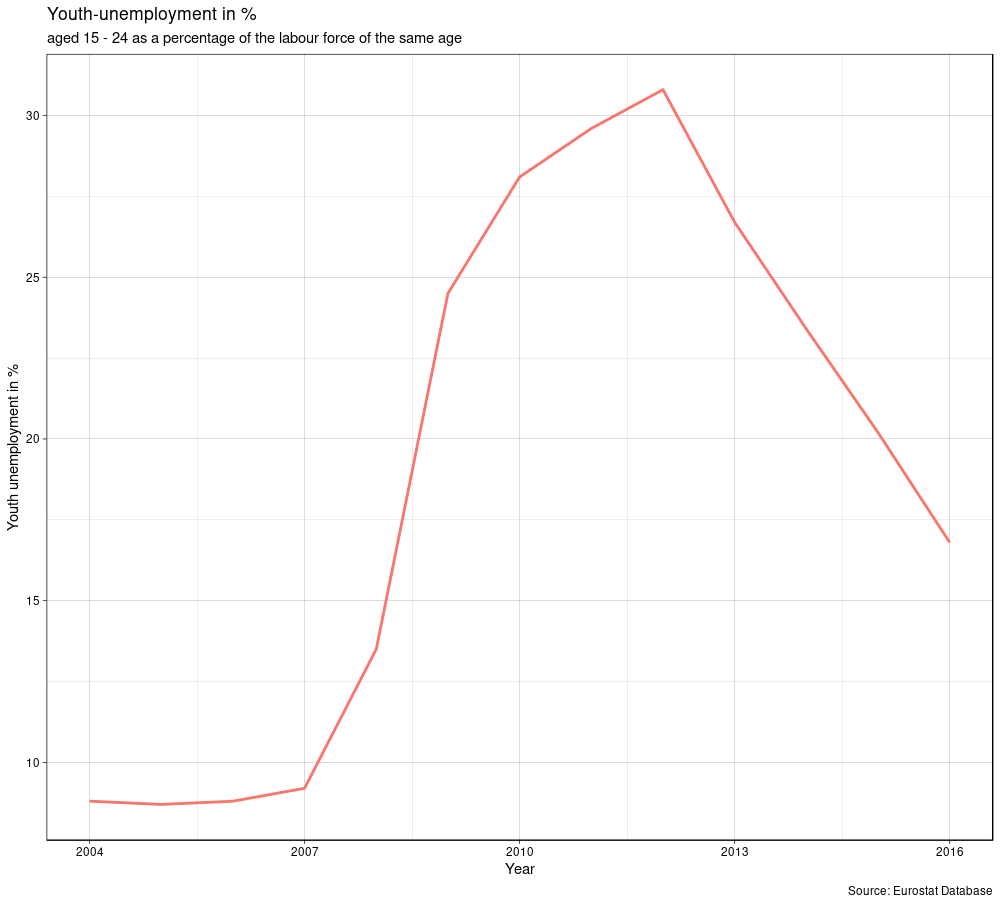 Youth-unemployment in %
aged 15 - 24 as a percentage of the labour force of the same age
Youth unemployment in %
30
25
20
15
10
2004 2007 2010 2013 2016
Year
Source: Eurostat Database